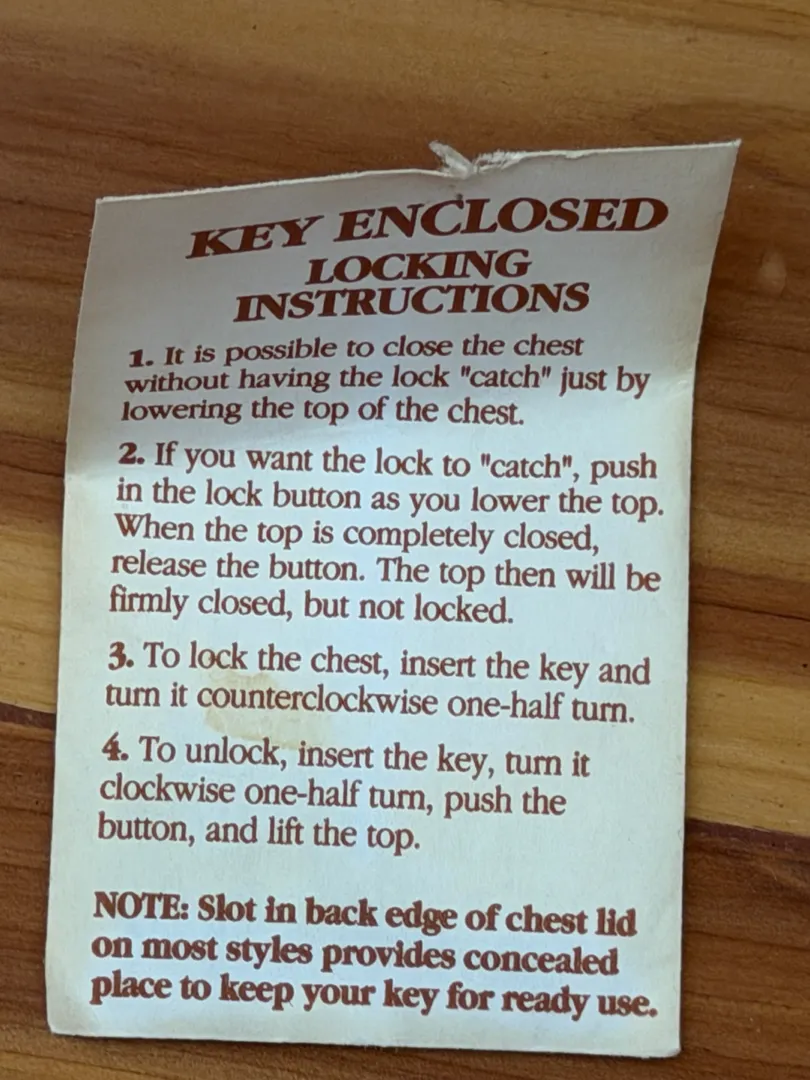 KEY ENCLOSED
LOCKING
INSTRUCTIONS
1. It is possible to close the chest
without having the lock "catch" just by
lowering the top of the chest.
2. If you want the lock to "catch", push
in the lock button as you lower the top.
When the top is completely closed,
release the button. The top then will be
firmly closed, but not locked.
3. To lock the chest, insert the key and
turn it counterclockwise one-half turn.
4. To unlock, insert the key, turn it
clockwise one-half turn, push the
button, and lift the top.
NOTE: Slot in back edge of chest lid
on most styles provides concealed
place to keep your key for ready use.